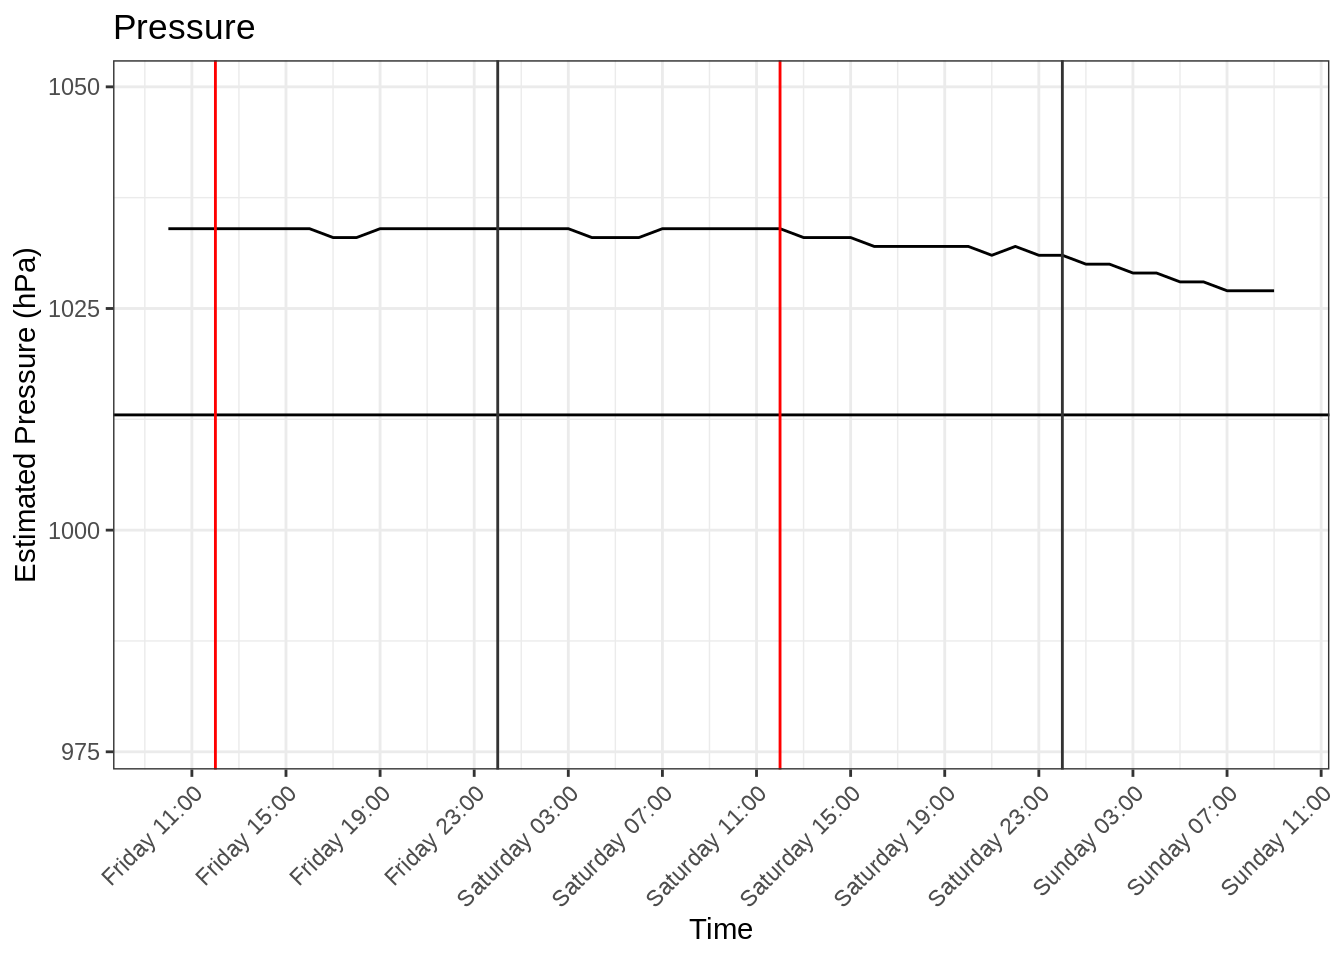 Pressure
1050
1025
1000
975
Estimated Pressure (hPa)
Friday 11:00
Friday 15:00
Friday 19:00
Friday 23:00
Saturday 03:00
Saturday 07:00
Saturday 11:00
Saturday 15:00
Saturday 19:00
Saturday 23:00
Sunday 03:00
Sunday 07:00
Sunday 11:00
Time